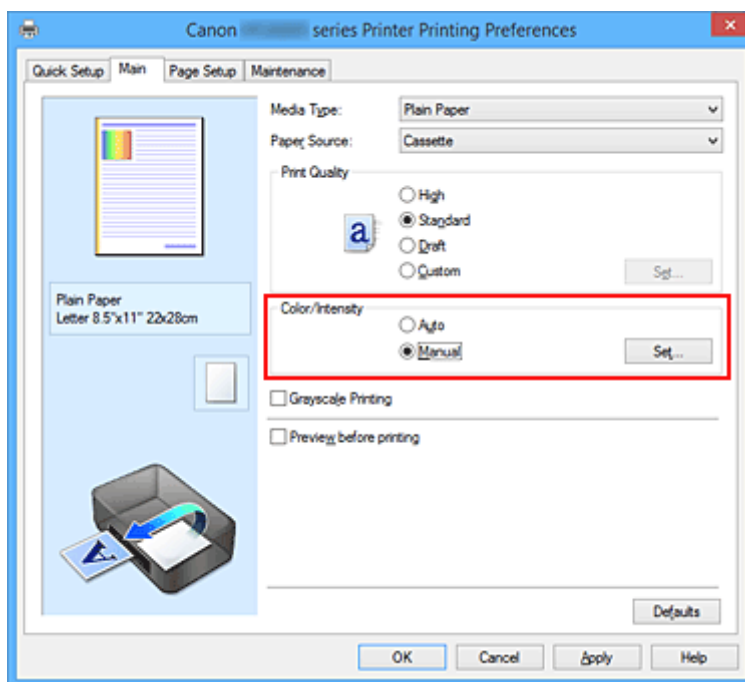 Canon series Printer Printing Preferences
Quick Setup Main Page Setup Maintenance
Media Type: Plain Paper
Paper Source: Cassette
Print Quality
High
a Standard
Draft
Custom Set...
Plain Paper
Letter 8.5"x11" 22x28cm
Color/Intensity
Auto
Manual Set...
Grayscale Printing
Preview before printing
A
Defaults
OK Cancel Apply Help